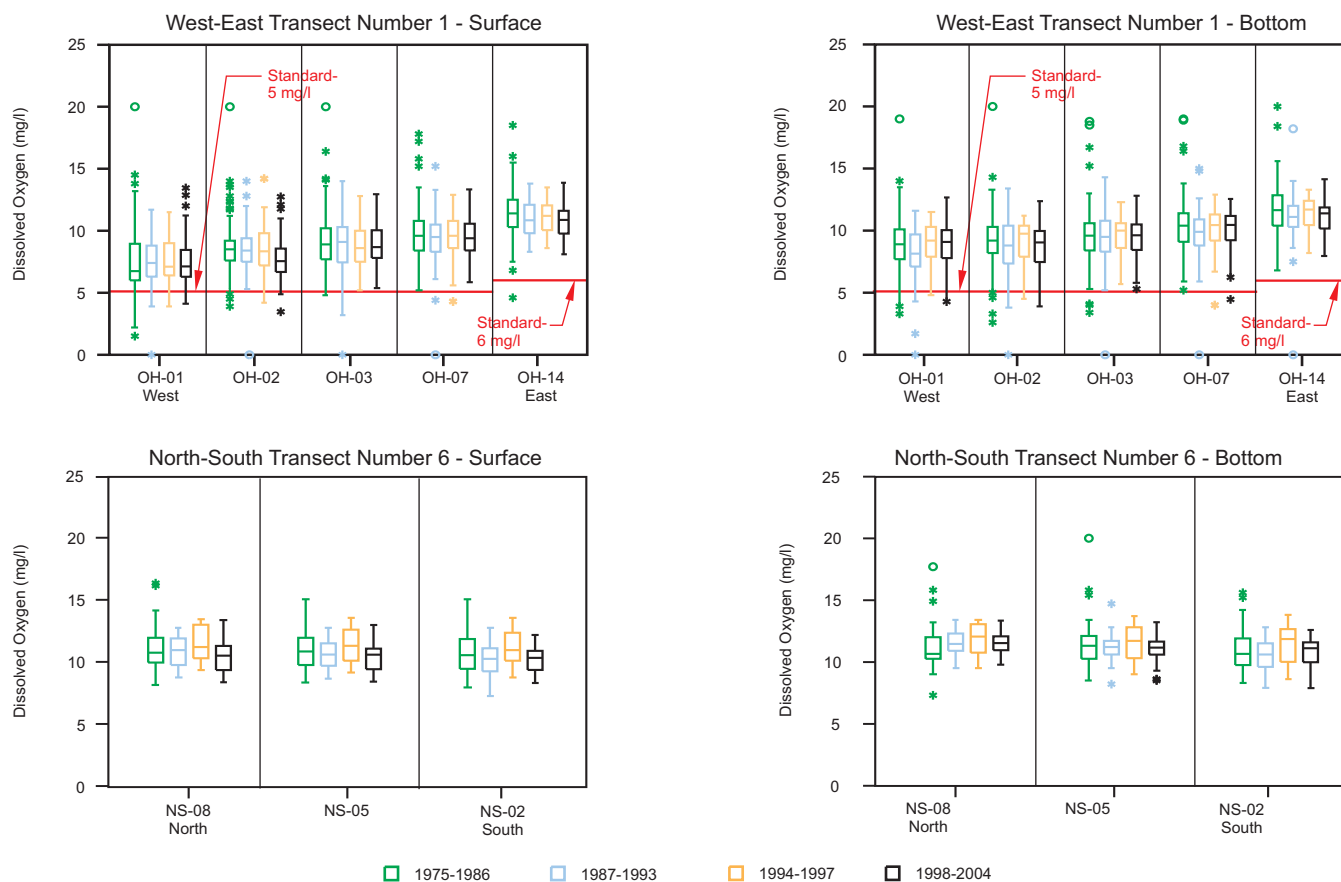 West-East Transect Number 1 - Surface
25
20
15
10
5
0
Dissolved Oxygen (mg/l)
Standard-
5 mg/l
Standard-
6 mg/l
OH-01
West
OH-02
OH-03
OH-07
OH-14
East
West-East Transect Number 1 - Bottom
25
20
15
10
5
0
Dissolved Oxygen (mg/l)
Standard-
5 mg/l
Standard-
6 mg/l
OH-01
West
OH-02
OH-03
OH-07
OH-14
East
North-South Transect Number 6 - Surface
25
20
15
10
5
0
Dissolved Oxygen (mg/l)
NS-08
North
NS-05
NS-02
South
North-South Transect Number 6 - Bottom
25
20
15
10
5
0
Dissolved Oxygen (mg/l)
NS-08
North
NS-05
NS-02
South
1975-1986
1987-1993
1994-1997
1998-2004